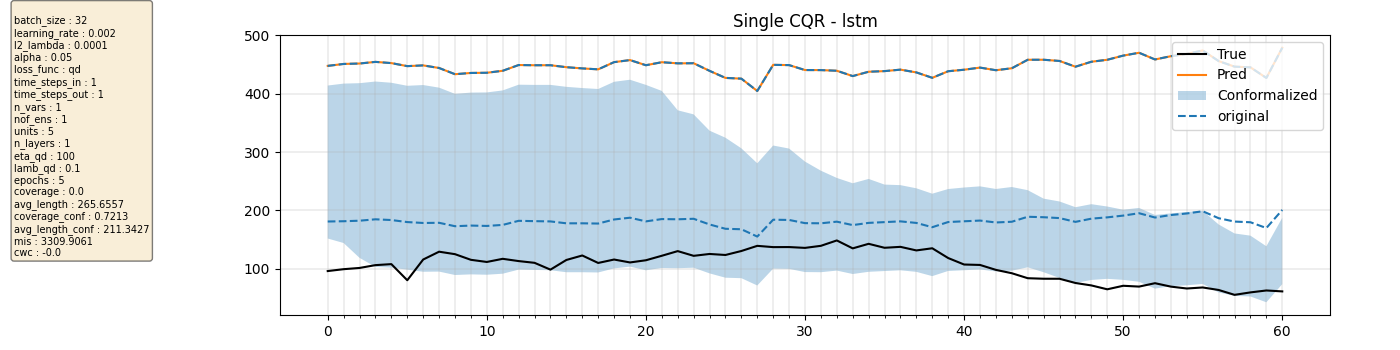 batch_size : 32
learning_rate : 0.002
l2_lambda : 0.0001
alpha : 0.05
loss_func : qd
time_steps_in : 1
time_steps_out : 1
n_vars : 1
nof_ens : 1
units : 5
n_layers : 1
eta_qd : 100
lamb_qd : 0.1
epochs : 5
coverage : 0.0
avg_length : 265.6557
coverage_conf : 0.7213
avg_length_conf : 211.3427
mis : 3309.9061
cwc : -0.0
Single CQR - lstm
500
400
300
200
100
True
Pred
Conformalized
original
0 10 20 30 40 50 60